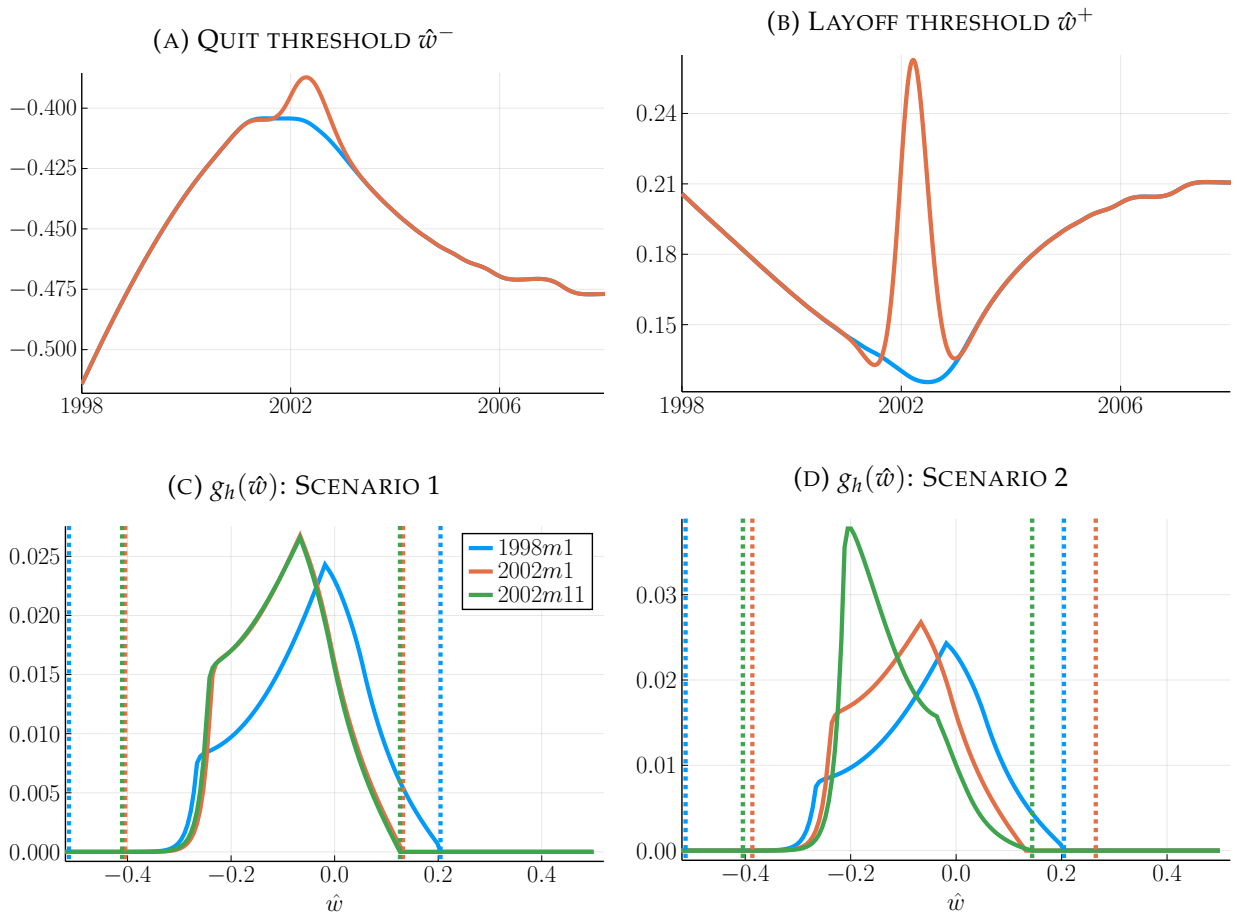 (A) QUIT THRESHOLD ŵ⁻
−0.400
−0.425
−0.450
−0.475
−0.500
1998 2002 2006
(B) LAYOFF THRESHOLD ŵ⁺
0.24
0.21
0.18
0.15
1998 2002 2006
(C) gₕ(ŵ): SCENARIO 1
0.025
0.020
0.015
0.010
0.005
0.000
1998m1
2002m1
2002m11
−0.4 −0.2 0.0 0.2 0.4
ŵ
(D) gₕ(ŵ): SCENARIO 2
0.03
0.02
0.01
0.00
−0.4 −0.2 0.0 0.2 0.4
ŵ